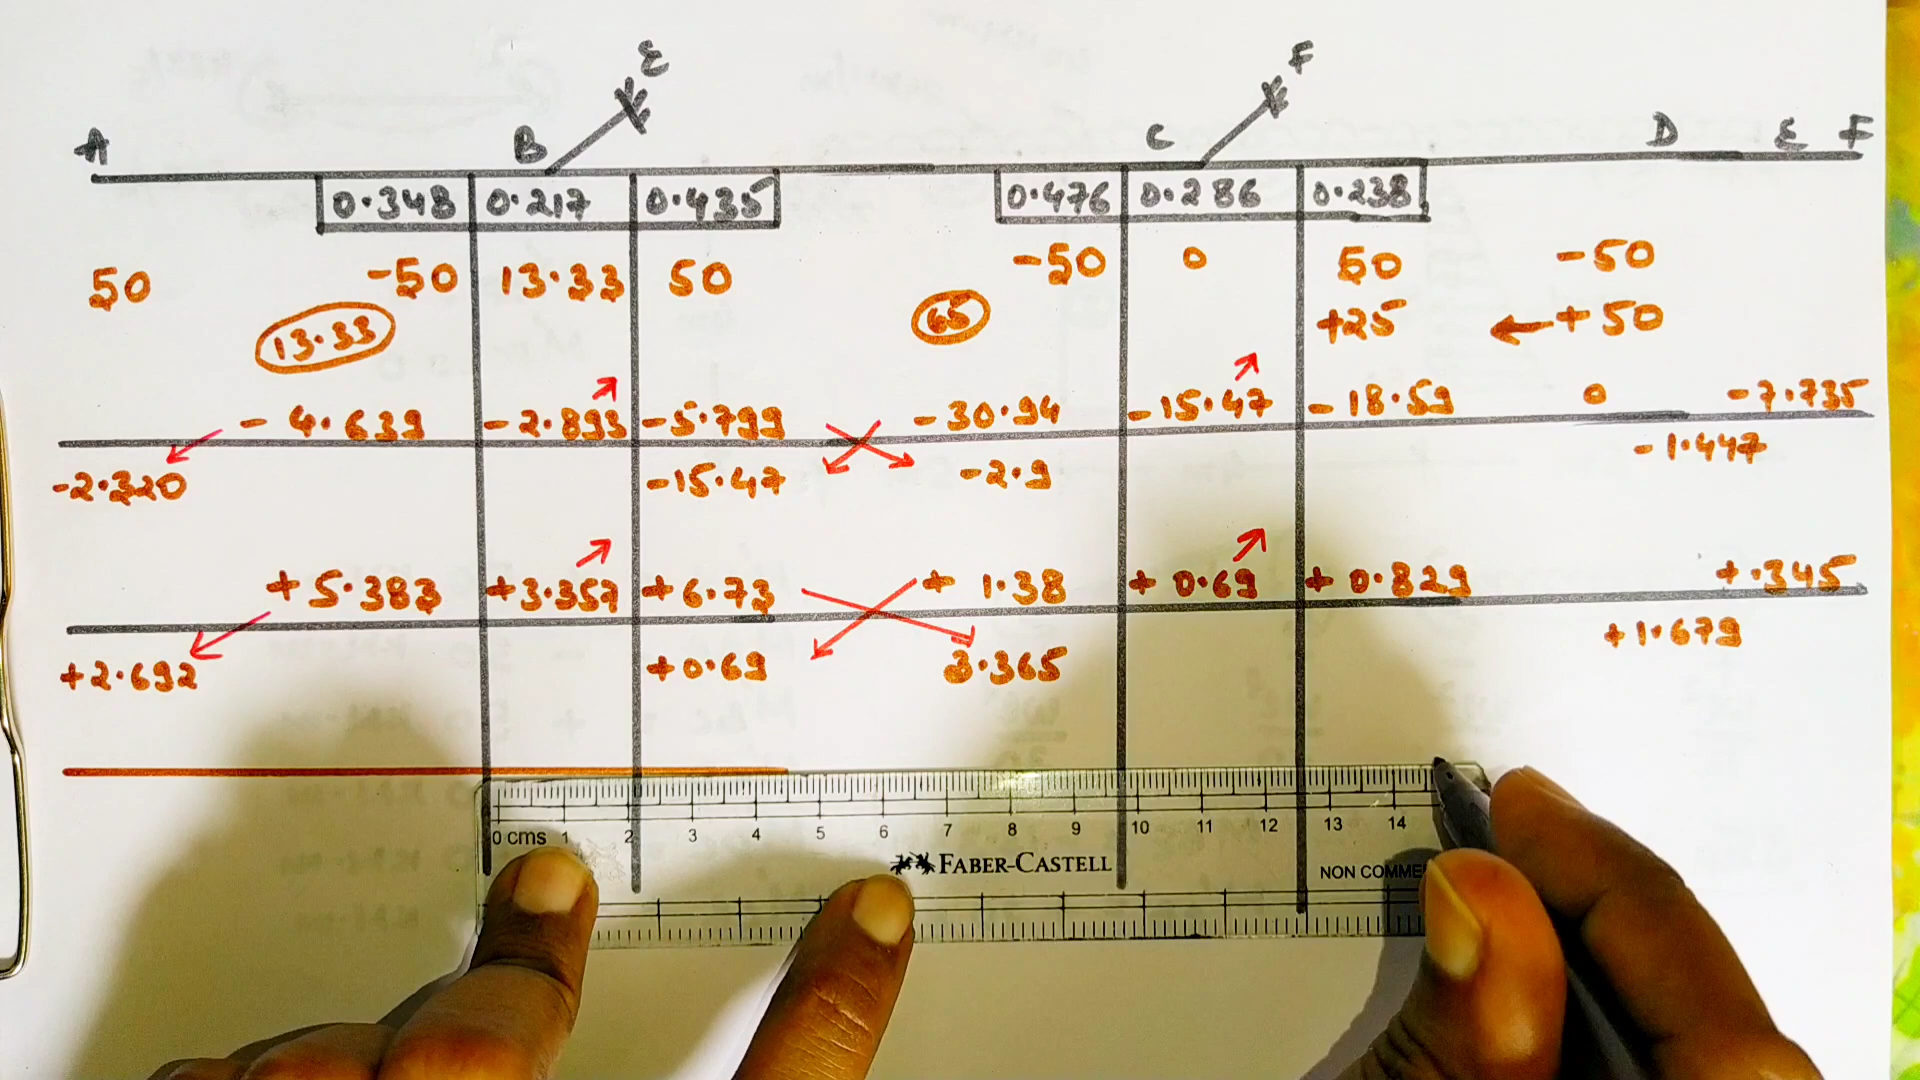 E F
A B C D E F
0.348 0.217 0.435 0.476 0.286 0.238
50 -50 13.33 50 -50 0 50 -50
13.33 65 +25 +50
-4.639 -2.893 -5.799 -30.94 -15.47 -18.59 0 -7.735
-2.320 -15.47 -2.9 -1.447
+5.383 +3.357 +6.73 +1.38 +0.69 +0.829 +.345
+2.692 +0.69 3.365 +1.679
0 cms 1 2 3 4 5 6 7 8 9 10 11 12 13 14
FABER-CASTELL NON COMME